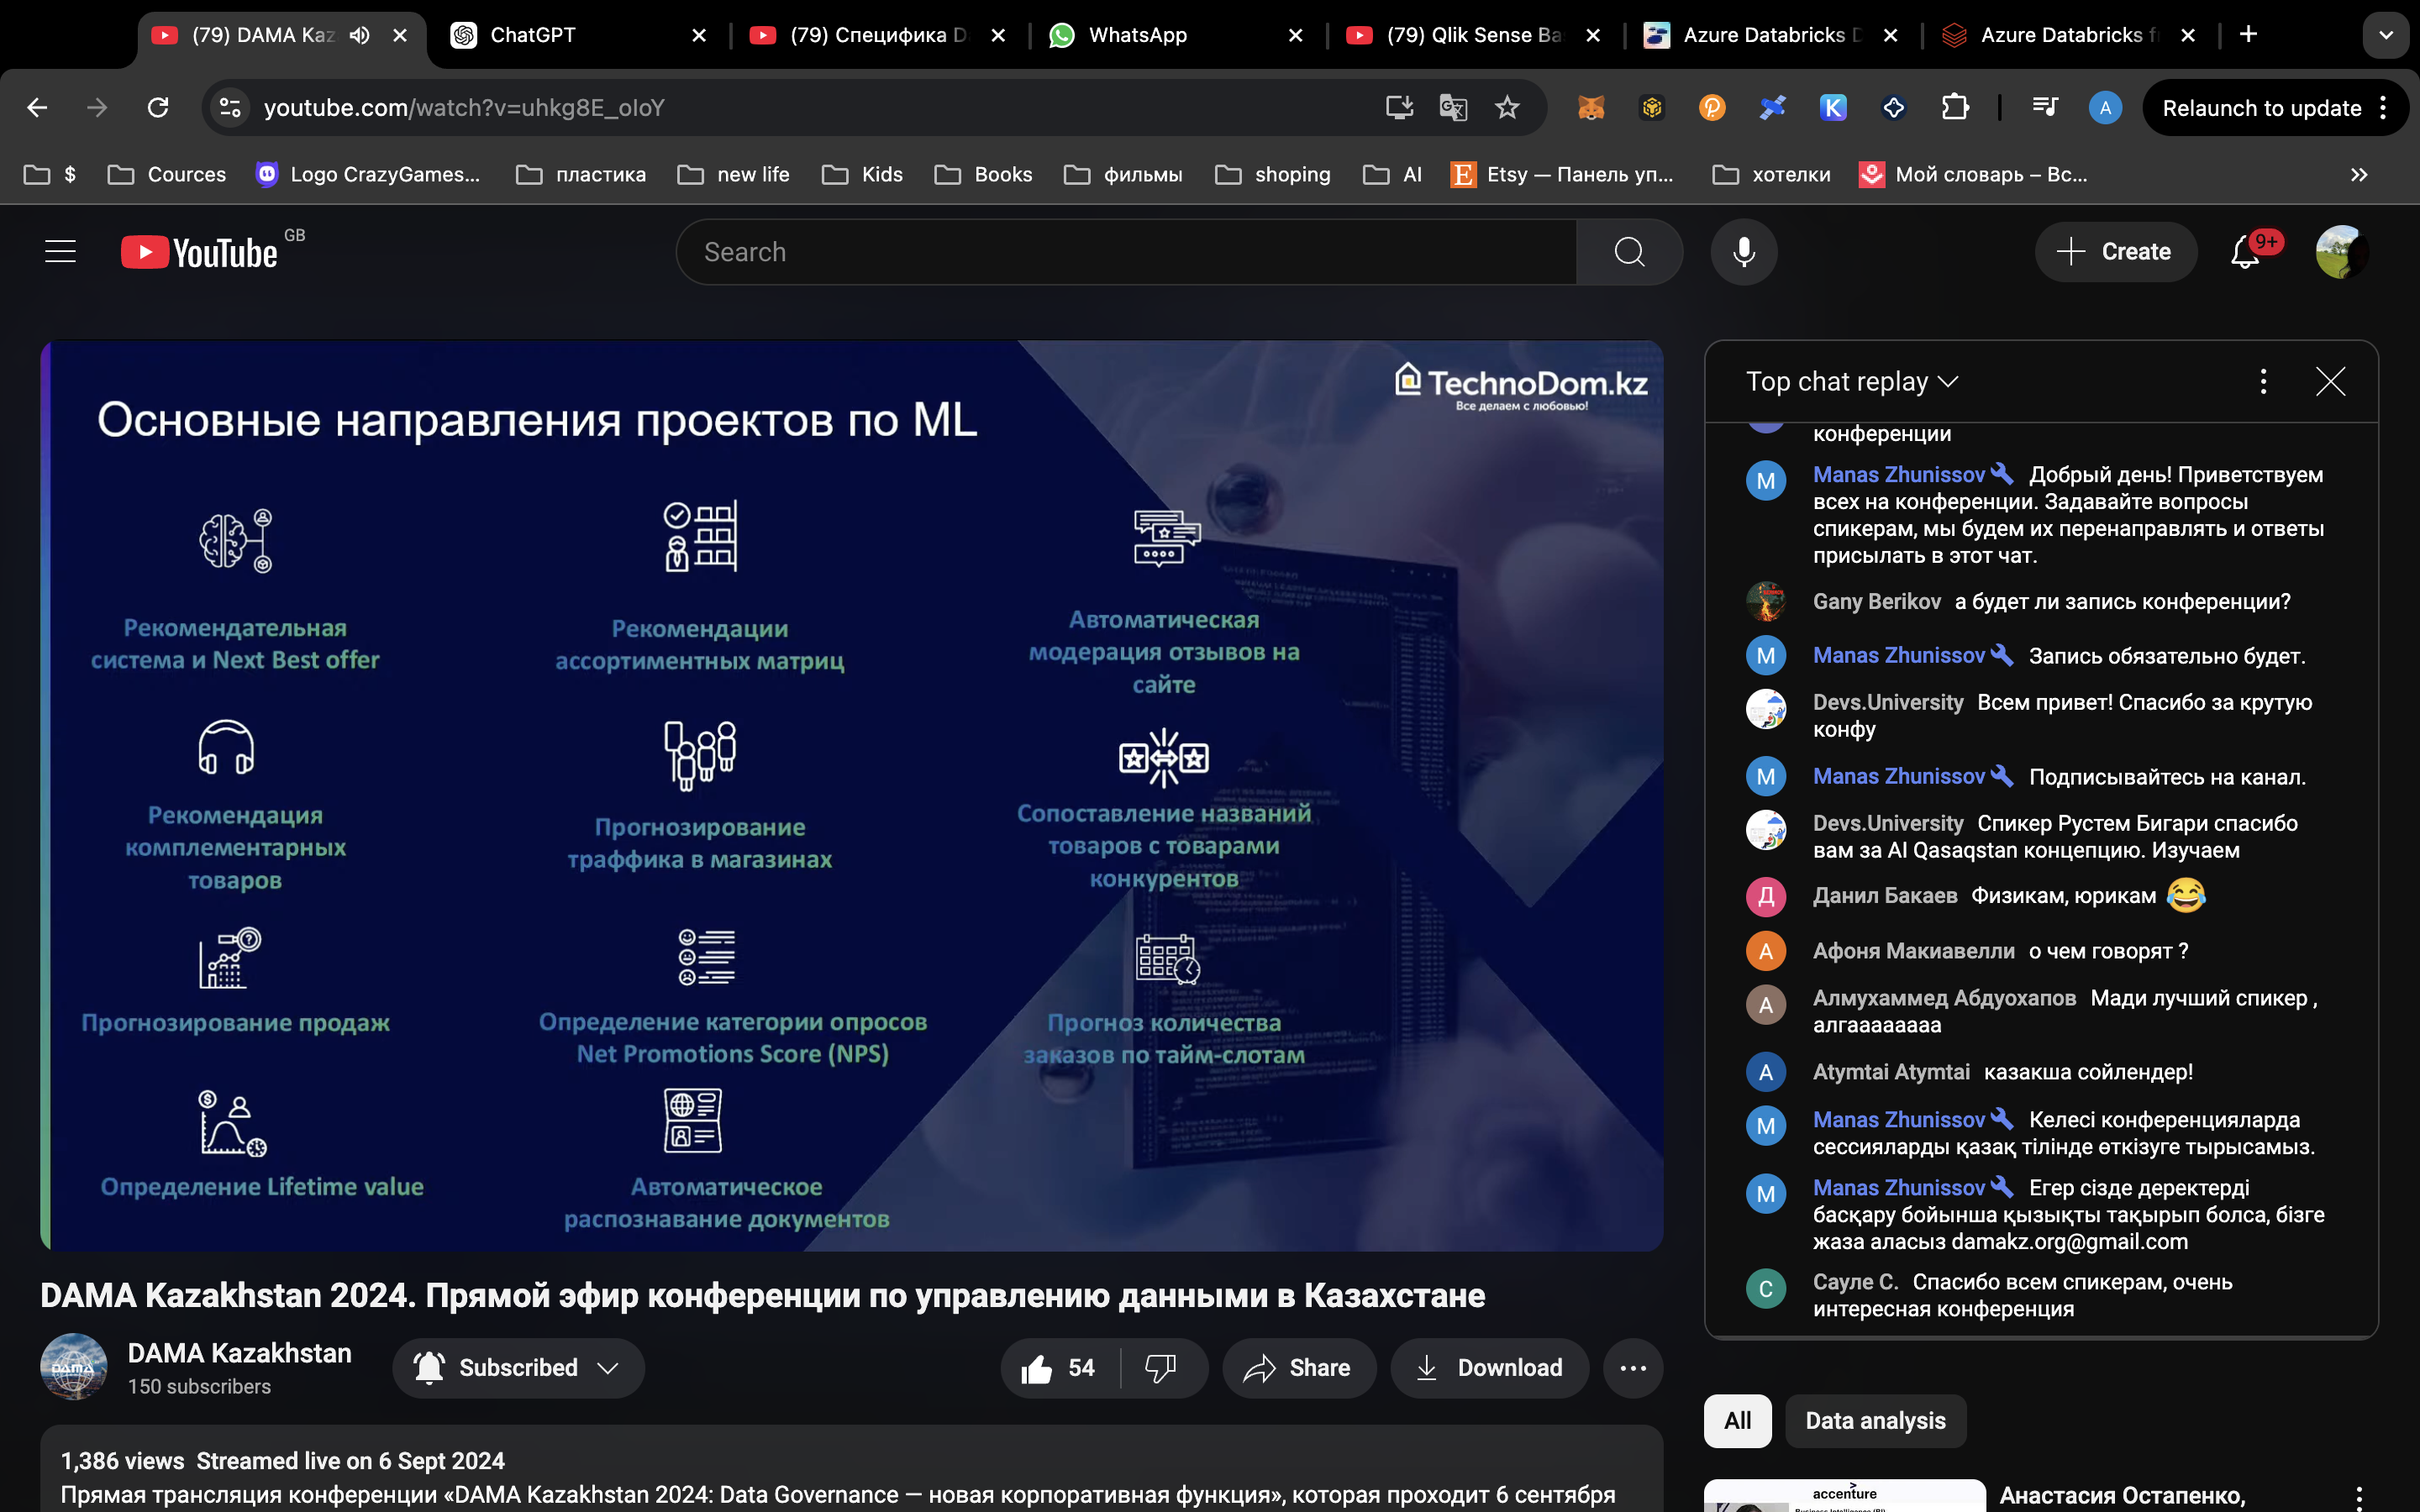 (79) DAMA Kaz
ChatGPT
(79) Специфика D
WhatsApp
(79) Qlik Sense Ba
Azure Databricks D
Azure Databricks f
youtube.com/watch?v=uhkg8E_oIoY
A
Relaunch to update
$
Cources
Logo CrazyGames...
пластика
new life
Kids
Books
фильмы
shoping
AI
Etsy — Панель уп...
хотелки
Мой словарь – Вс...
YouTube GB
Search
Create
9+
TechnoDom.kz
Все делаем с любовью!
Основные направления проектов по ML
Рекомендательная
система и Next Best offer
Рекомендации
ассортиментных матриц
Автоматическая
модерация отзывов на
сайте
Рекомендация
комплементарных
товаров
Прогнозирование
траффика в магазинах
Сопоставление названий
товаров с товарами
конкурентов
Прогнозирование продаж
Определение категории опросов
Net Promotions Score (NPS)
Прогноз количества
заказов по тайм-слотам
Определение Lifetime value
Автоматическое
распознавание документов
Top chat replay
конференции
M Manas Zhunissov Добрый день! Приветствуем
всех на конференции. Задавайте вопросы
спикерам, мы будем их перенаправлять и ответы
присылать в этот чат.
Gany Berikov а будет ли запись конференции?
M Manas Zhunissov Запись обязательно будет.
Devs.University Всем привет! Спасибо за крутую
конфу
M Manas Zhunissov Подписывайтесь на канал.
Devs.University Спикер Рустем Бигари спасибо
вам за AI Qasaqstan концепцию. Изучаем
Д Данил Бакаев Физикам, юрикам 😂
А Афоня Макиавелли о чем говорят ?
А Алмухаммед Абдуохапов Мади лучший спикер ,
алгааааааааа
A Atymtai Atymtai казакша сойлендер!
M Manas Zhunissov Келесі конференцияларда
сессияларды қазақ тілінде өткізуге тырысамыз.
M Manas Zhunissov Егер сізде деректерді
басқару бойынша қызықты тақырып болса, бізге
жаза аласыз damakz.org@gmail.com
С Сауле С. Спасибо всем спикерам, очень
интересная конференция
DAMA Kazakhstan 2024. Прямой эфир конференции по управлению данными в Казахстане
DAMA
DAMA Kazakhstan
150 subscribers
Subscribed
54
Share
Download
All
Data analysis
1,386 views Streamed live on 6 Sept 2024
Прямая трансляция конференции «DAMA Kazakhstan 2024: Data Governance — новая корпоративная функция», которая проходит 6 сентября
accenture
Анастасия Остапенко,